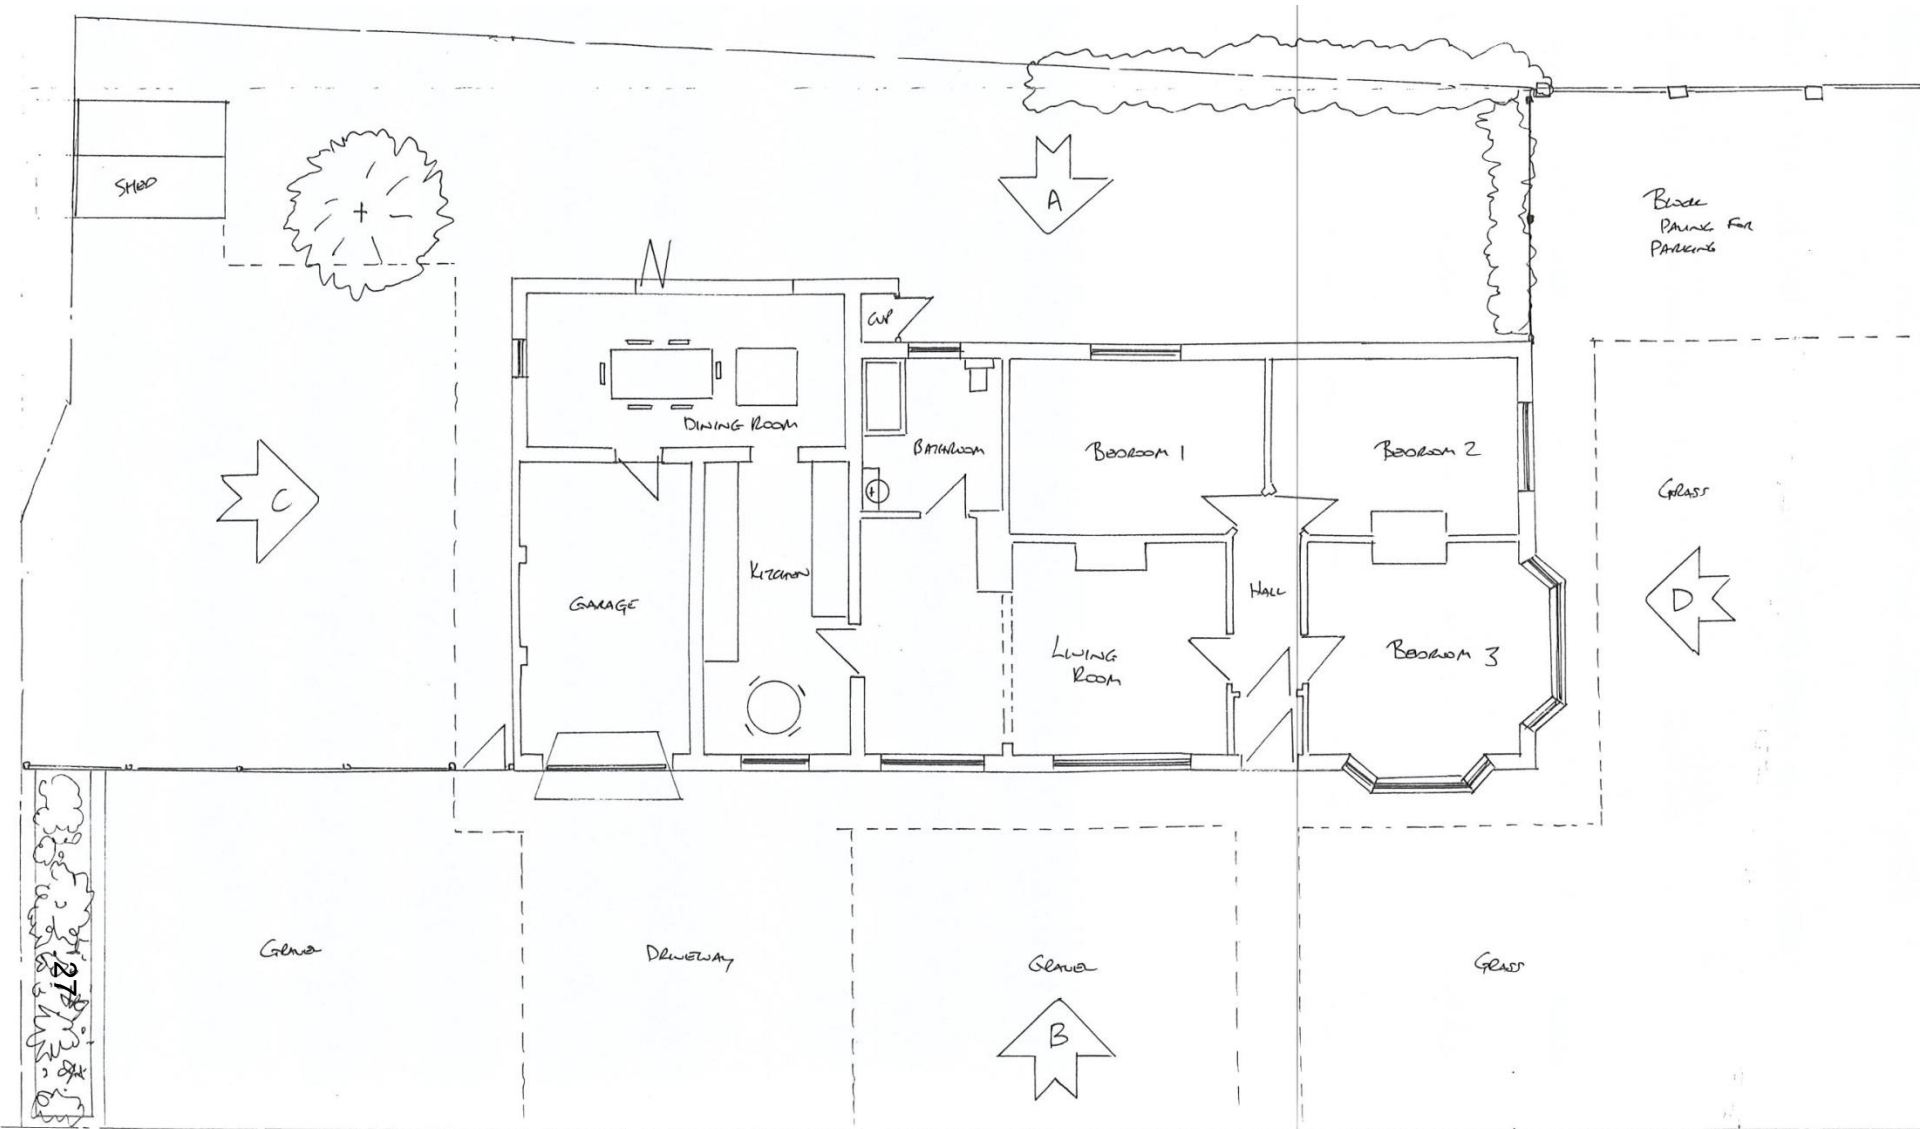 SHED
A
BLOCK
PAVING FOR
PARKING
N
CUP
DINING ROOM
BATHROOM
BEDROOM 1
BEDROOM 2
C
GRASS
KITCHEN
GARAGE
HALL
D
LIVING
ROOM
BEDROOM 3
GRAVEL
DRIVEWAY
GRAVEL
GRASS
27
B